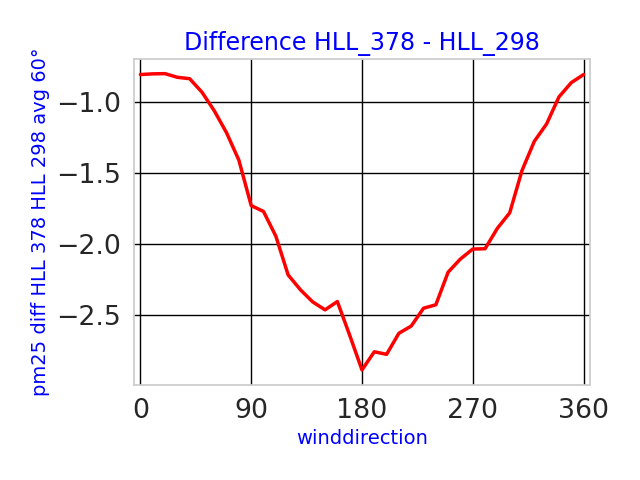 Difference HLL_378 - HLL_298
pm25 diff HLL 378 HLL 298 avg 60°
−1.0
−1.5
−2.0
−2.5
0 90 180 270 360
winddirection